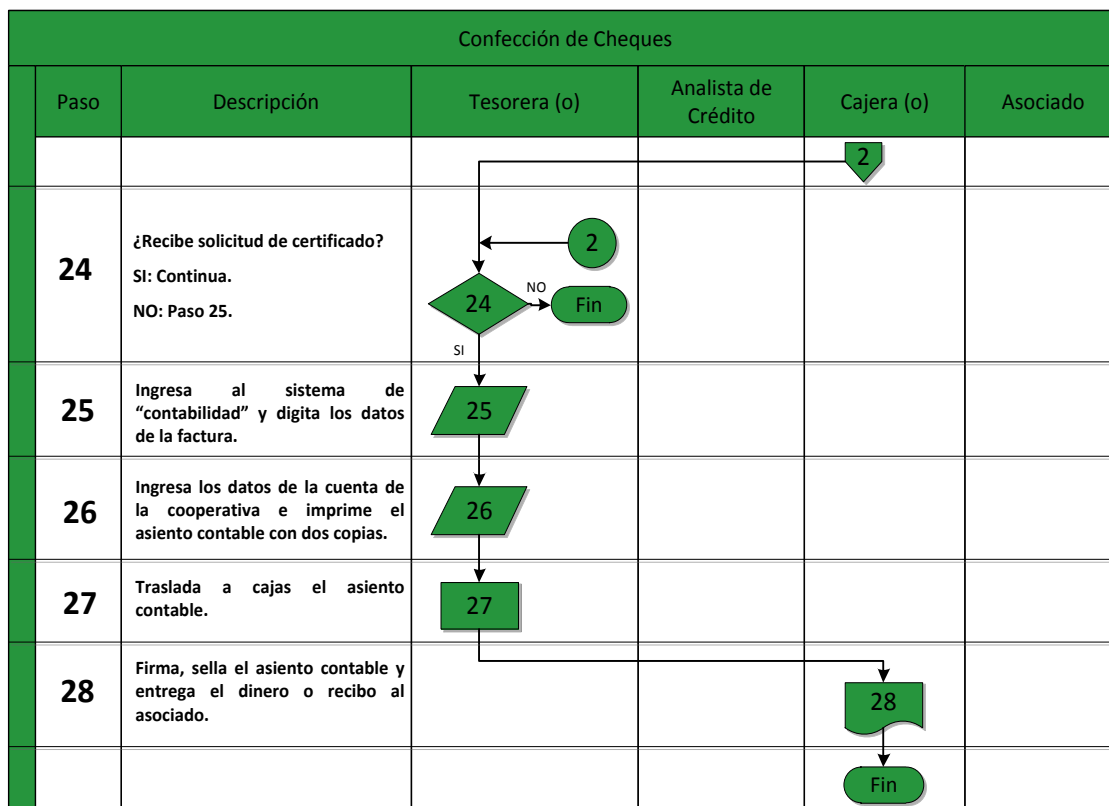 Confección de Cheques
Paso
Descripción
Tesorera (o)
Analista de
Crédito
Cajera (o)
Asociado
2
24
¿Recibe solicitud de certificado?
SI: Continua.
NO: Paso 25.
2
24
NO
Fin
SI
25
Ingresa al sistema de
“contabilidad” y digita los datos
de la factura.
25
26
Ingresa los datos de la cuenta de
la cooperativa e imprime el
asiento contable con dos copias.
26
27
Traslada a cajas el asiento
contable.
27
28
Firma, sella el asiento contable y
entrega el dinero o recibo al
asociado.
28
Fin